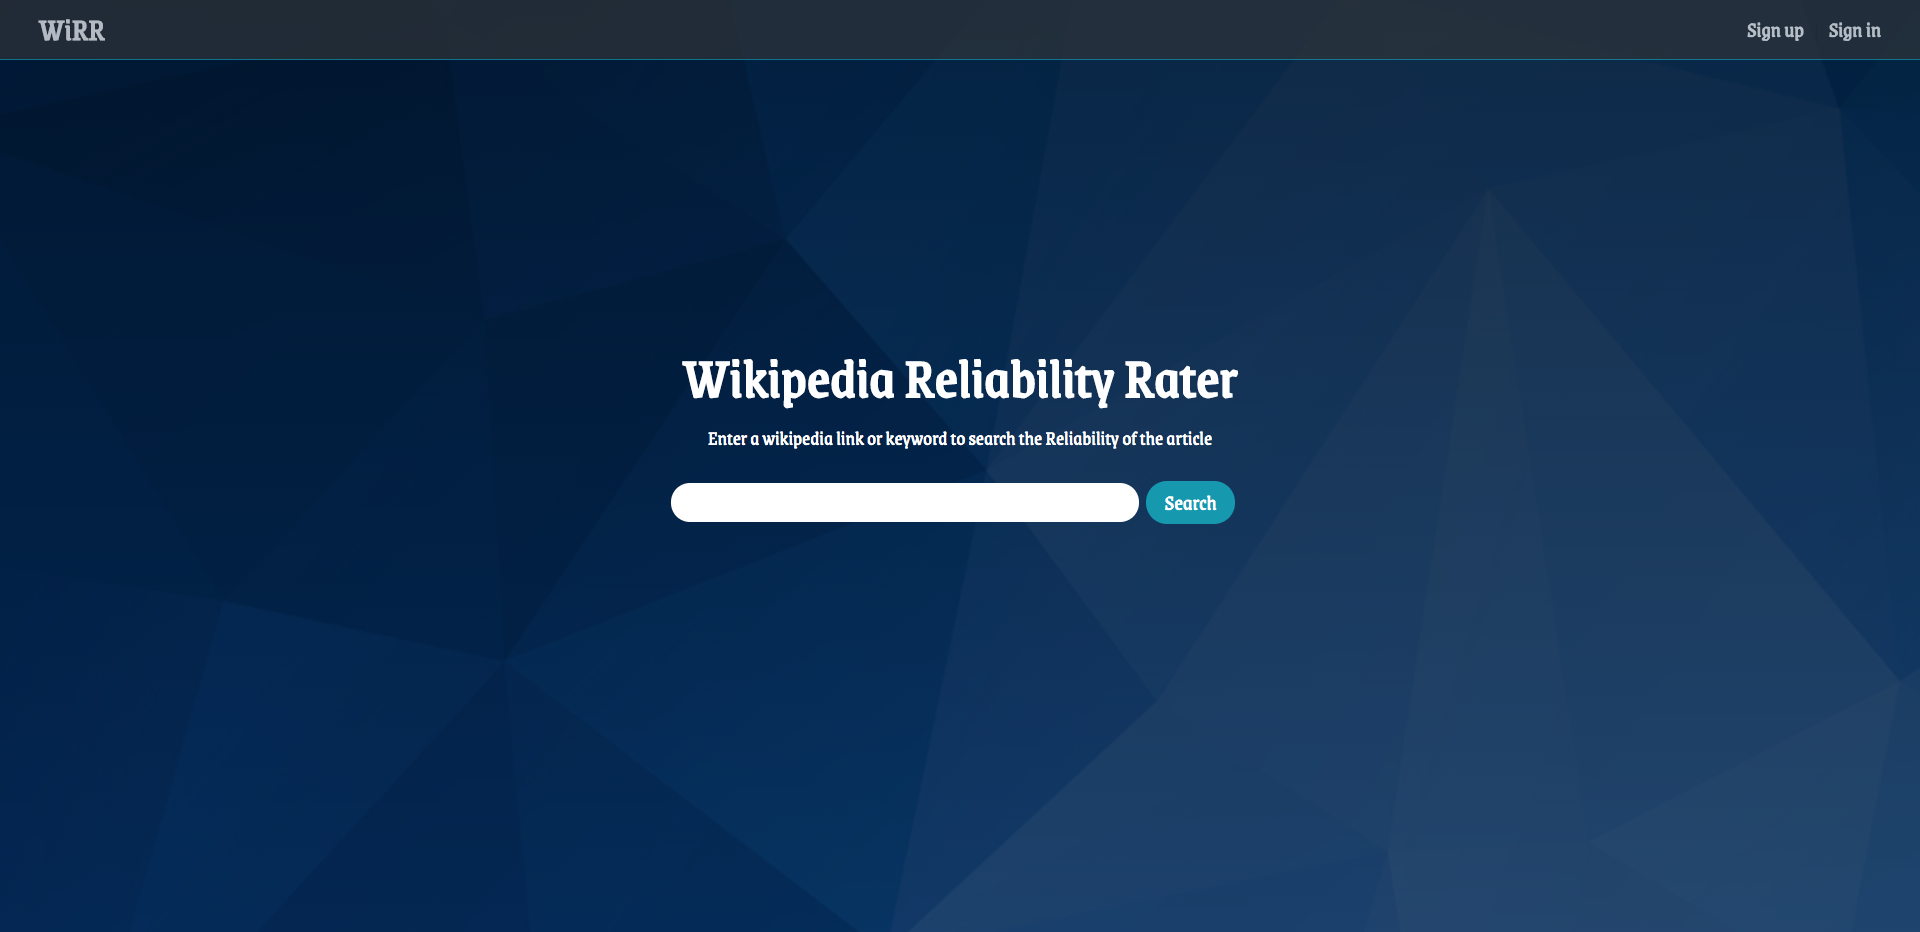 WiRR
Sign up
Sign in
Wikipedia Reliability Rater
Enter a wikipedia link or keyword to search the Reliability of the article
Search